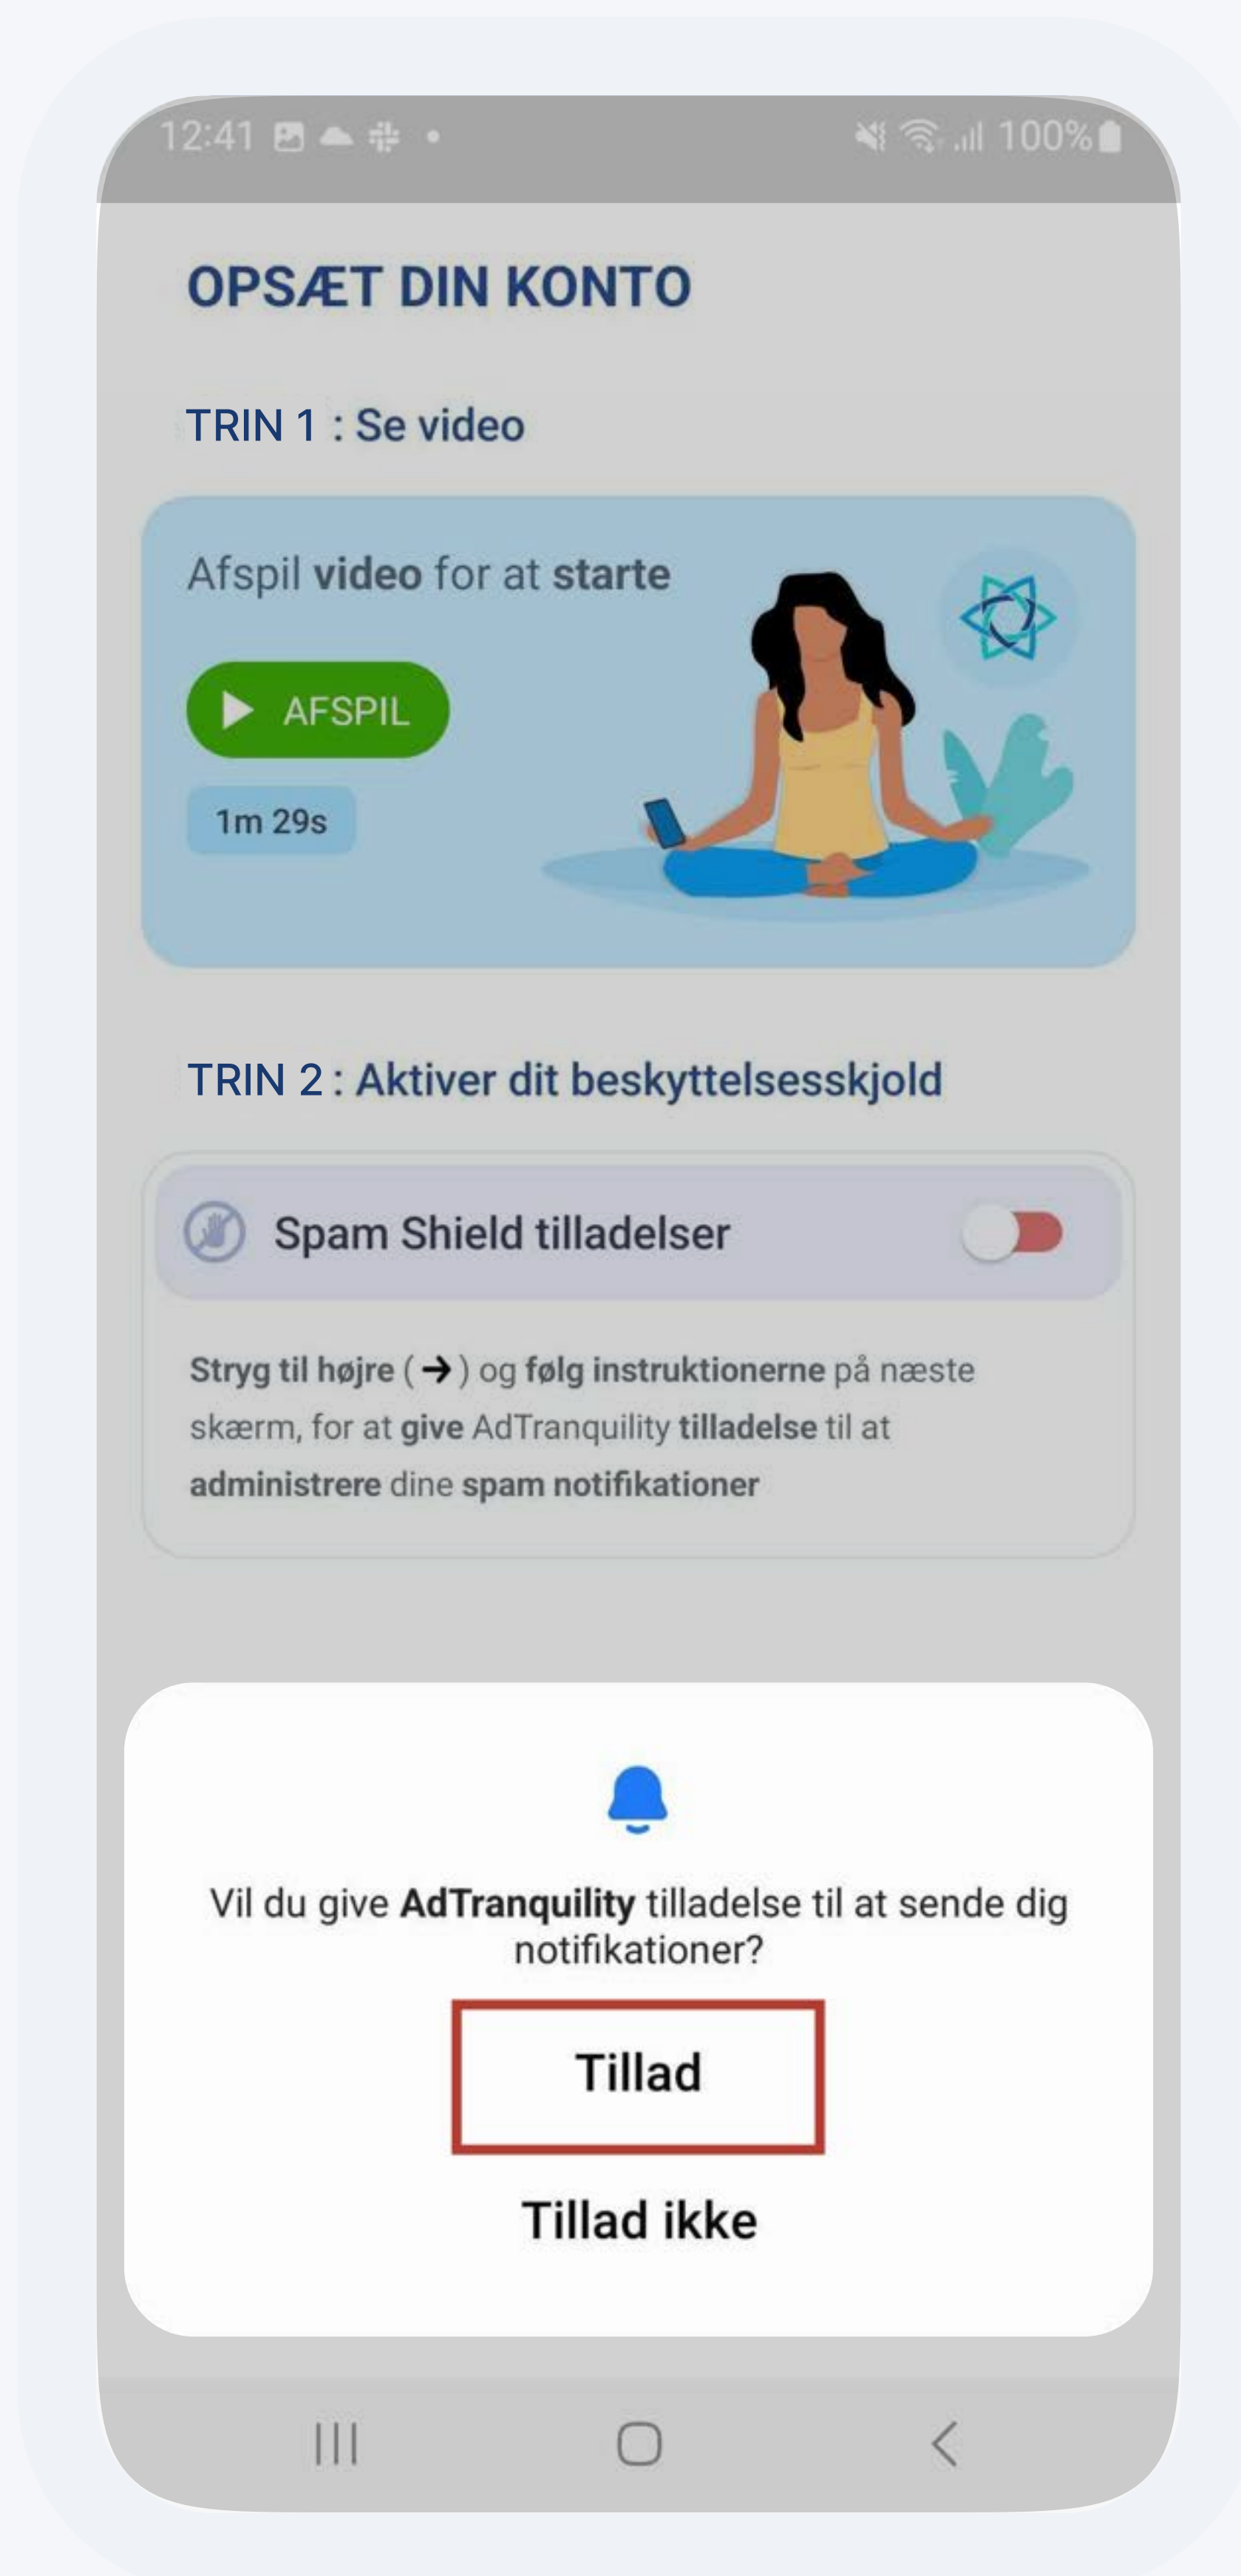 12:41
100%
OPSÆT DIN KONTO
TRIN 1 : Se video
Afspil video for at starte
AFSPIL
1m 29s
TRIN 2 : Aktiver dit beskyttelsesskjold
Spam Shield tilladelser
Stryg til højre ( → ) og følg instruktionerne på næste
skærm, for at give AdTranquility tilladelse til at
administrere dine spam notifikationer
Vil du give AdTranquility tilladelse til at sende dig
notifikationer?
Tillad
Tillad ikke